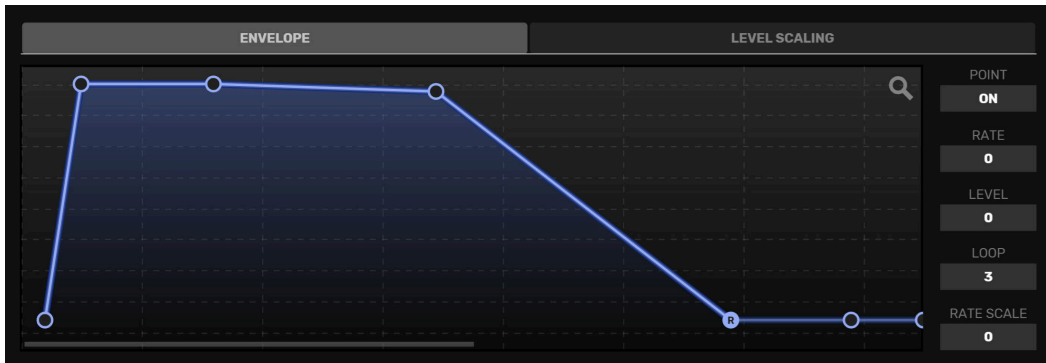 ENVELOPE
LEVEL SCALING
POINT
ON
RATE
0
LEVEL
0
LOOP
3
RATE SCALE
0
R